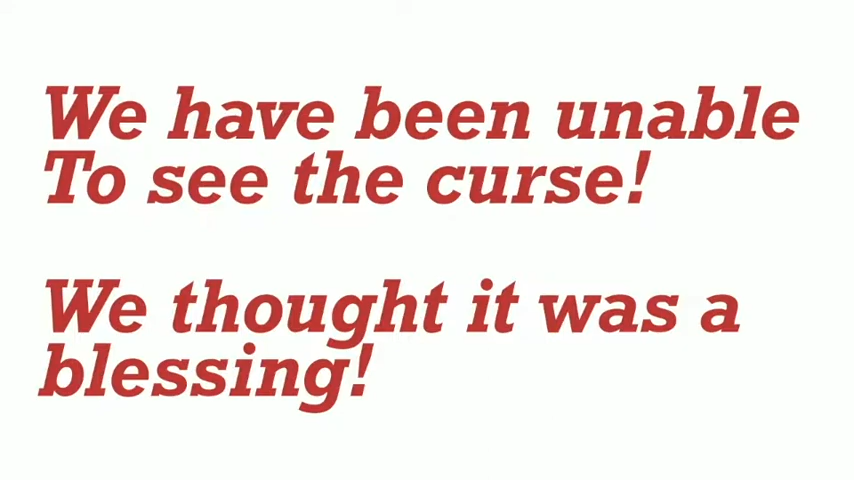 We have been unable
To see the curse!
We thought it was a
blessing!